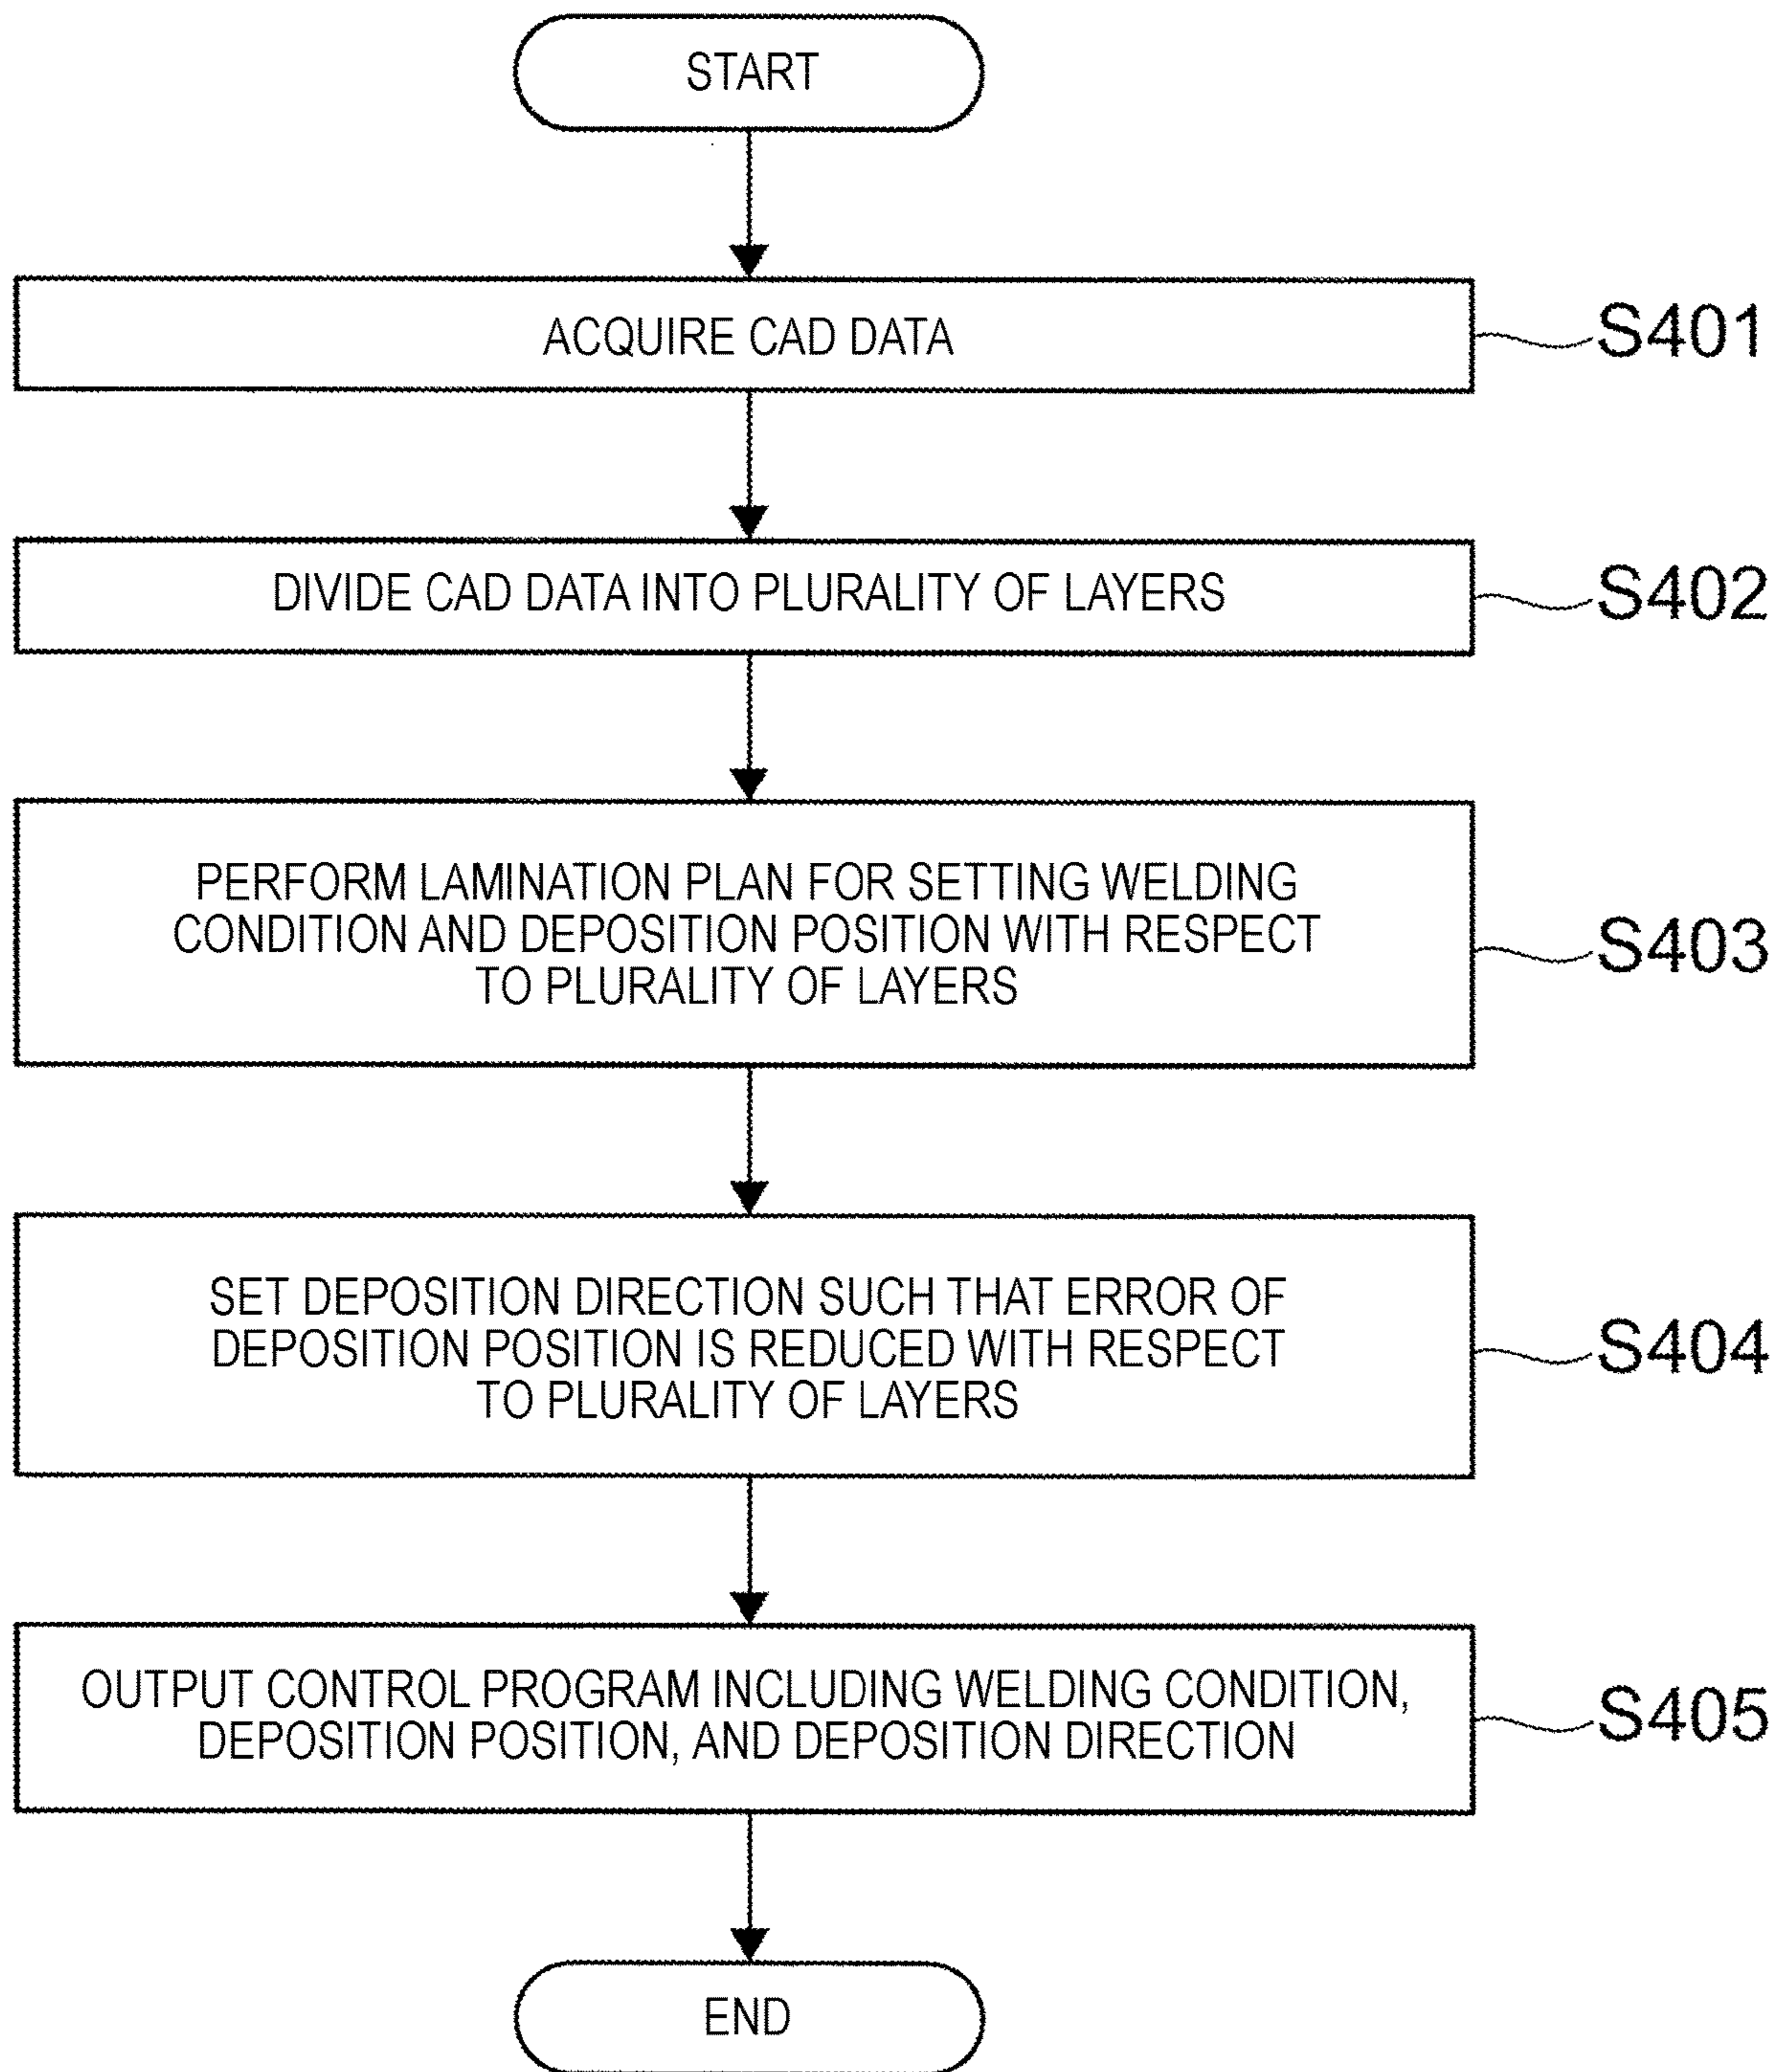 START
ACQUIRE CAD DATA
S401
DIVIDE CAD DATA INTO PLURALITY OF LAYERS
S402
PERFORM LAMINATION PLAN FOR SETTING WELDING
CONDITION AND DEPOSITION POSITION WITH RESPECT
TO PLURALITY OF LAYERS
S403
SET DEPOSITION DIRECTION SUCH THAT ERROR OF
DEPOSITION POSITION IS REDUCED WITH RESPECT
TO PLURALITY OF LAYERS
S404
OUTPUT CONTROL PROGRAM INCLUDING WELDING CONDITION,
DEPOSITION POSITION, AND DEPOSITION DIRECTION
S405
END